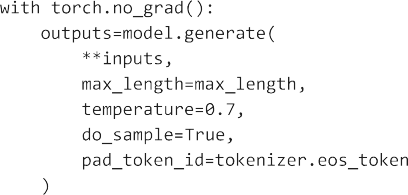 with torch.no_grad():
    outputs=model.generate(
        **inputs,
        max_length=max_length,
        temperature=0.7,
        do_sample=True,
        pad_token_id=tokenizer.eos_token
    )